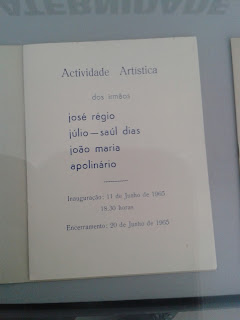 ATERNIDADE
Actividade Artística
dos irmãos
josé régio
júlio — saúl dias
joão maria
apolinário
Inauguração: 11 de Junho de 1965
18.30 horas
Encerramento: 20 de Junho de 1965